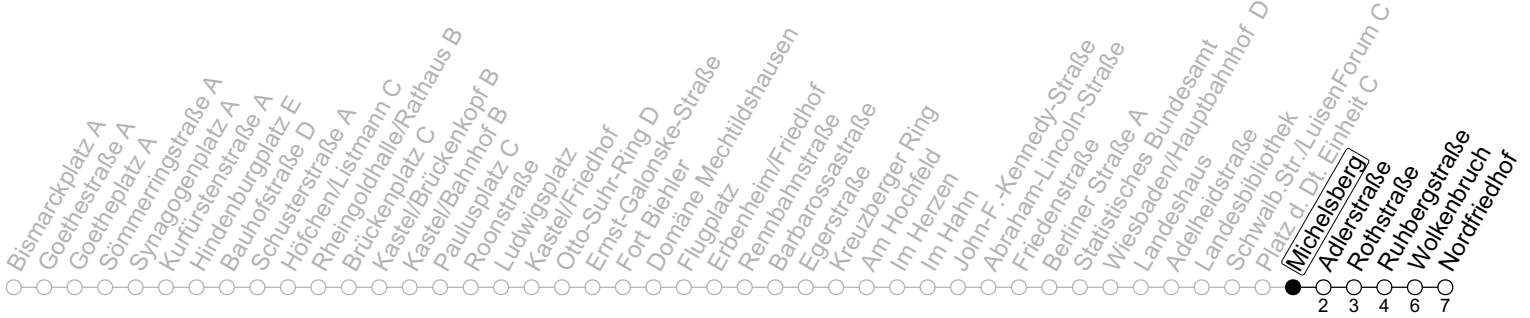 Bismarckplatz A
Goethestraße A
Goetheplatz A
Sömmerringstraße A
Synagogenplatz A
Kurfürstenstraße A
Hindenburgplatz E
Bauhofstraße D
Schusterstraße A
Höfchen/Listmann C
Rheingoldhalle/Rathaus B
Brückenplatz C
Kastel/Brückenkopf B
Kastel/Bahnhof B
Paulusplatz C
Roonstraße
Ludwigsplatz
Kastel/Friedhof
Otto-Suhr-Ring D
Ernst-Galonske-Straße
Fort Biehler
Domäne Mechtildshausen
Flugplatz
Erbenheim/Friedhof
Rennbahnstraße
Barbarossastraße
Egerstraße
Kreuzberger Ring
Am Hochfeld
Im Herzen
Im Hahn
John-F.-Kennedy-Straße
Abraham-Lincoln-Straße
Friedenstraße
Berliner Straße A
Statistisches Bundesamt
Wiesbaden/Hauptbahnhof D
Landeshaus
Adelheidstraße
Landesbibliothek
Schwalb.Str./LuisenForum C
Platz d. Dt. Einheit C
Michelsberg
Adlerstraße
Rothstraße
Ruhbergstraße
Wolkenbruch
Nordfriedhof
2 3 4 6 7